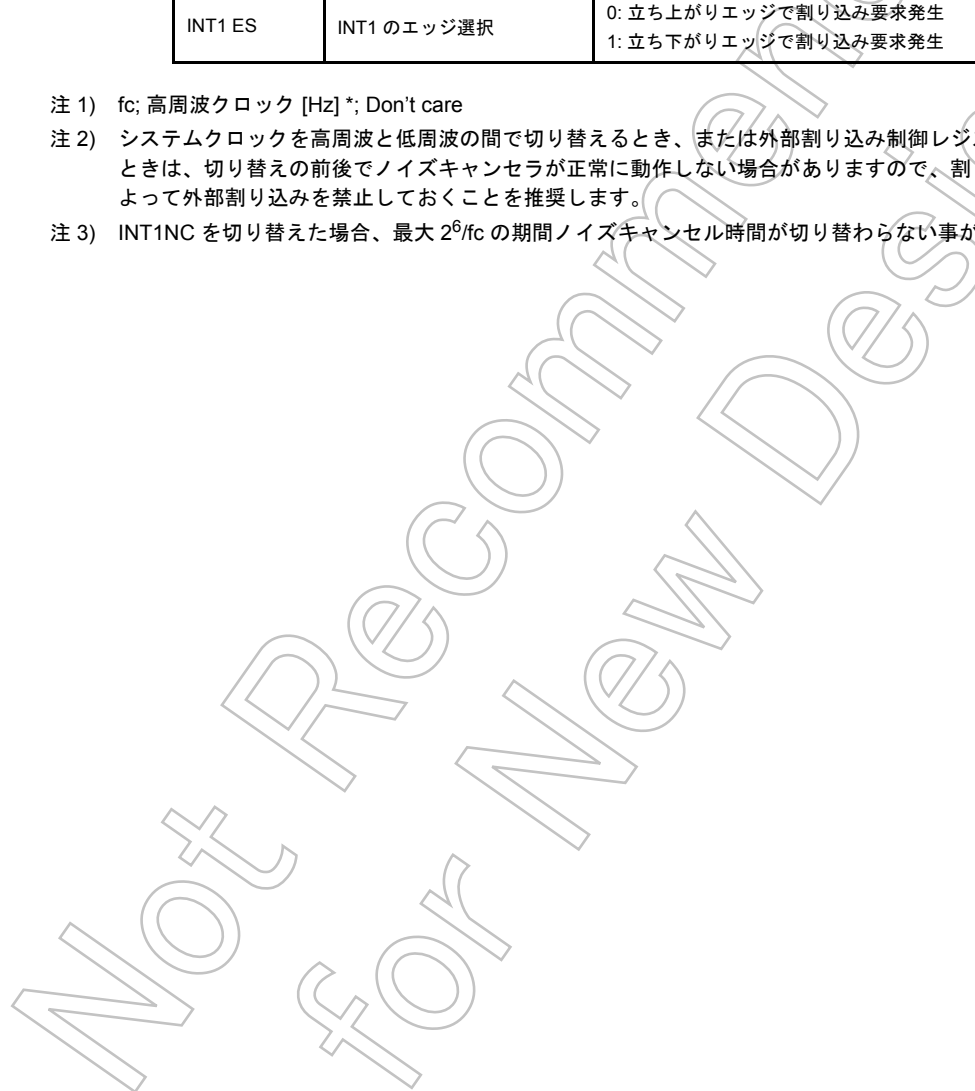 INT1 ES INT1 のエッジ選択 0: 立ち上がりエッジで割り込み要求発生
1: 立ち下がりエッジで割り込み要求発生
注 1) fc; 高周波クロック [Hz] *; Don't care
注 2) システムクロックを高周波と低周波の間で切り替えるとき、または外部割り込み制御レジ
ときは、切り替えの前後でノイズキャンセラが正常に動作しない場合がありますので、割
よって外部割り込みを禁止しておくことを推奨します。
注 3) INT1NC を切り替えた場合、最大 2⁶/fc の期間ノイズキャンセル時間が切り替わらない事が
Not Recommen
for New Desi